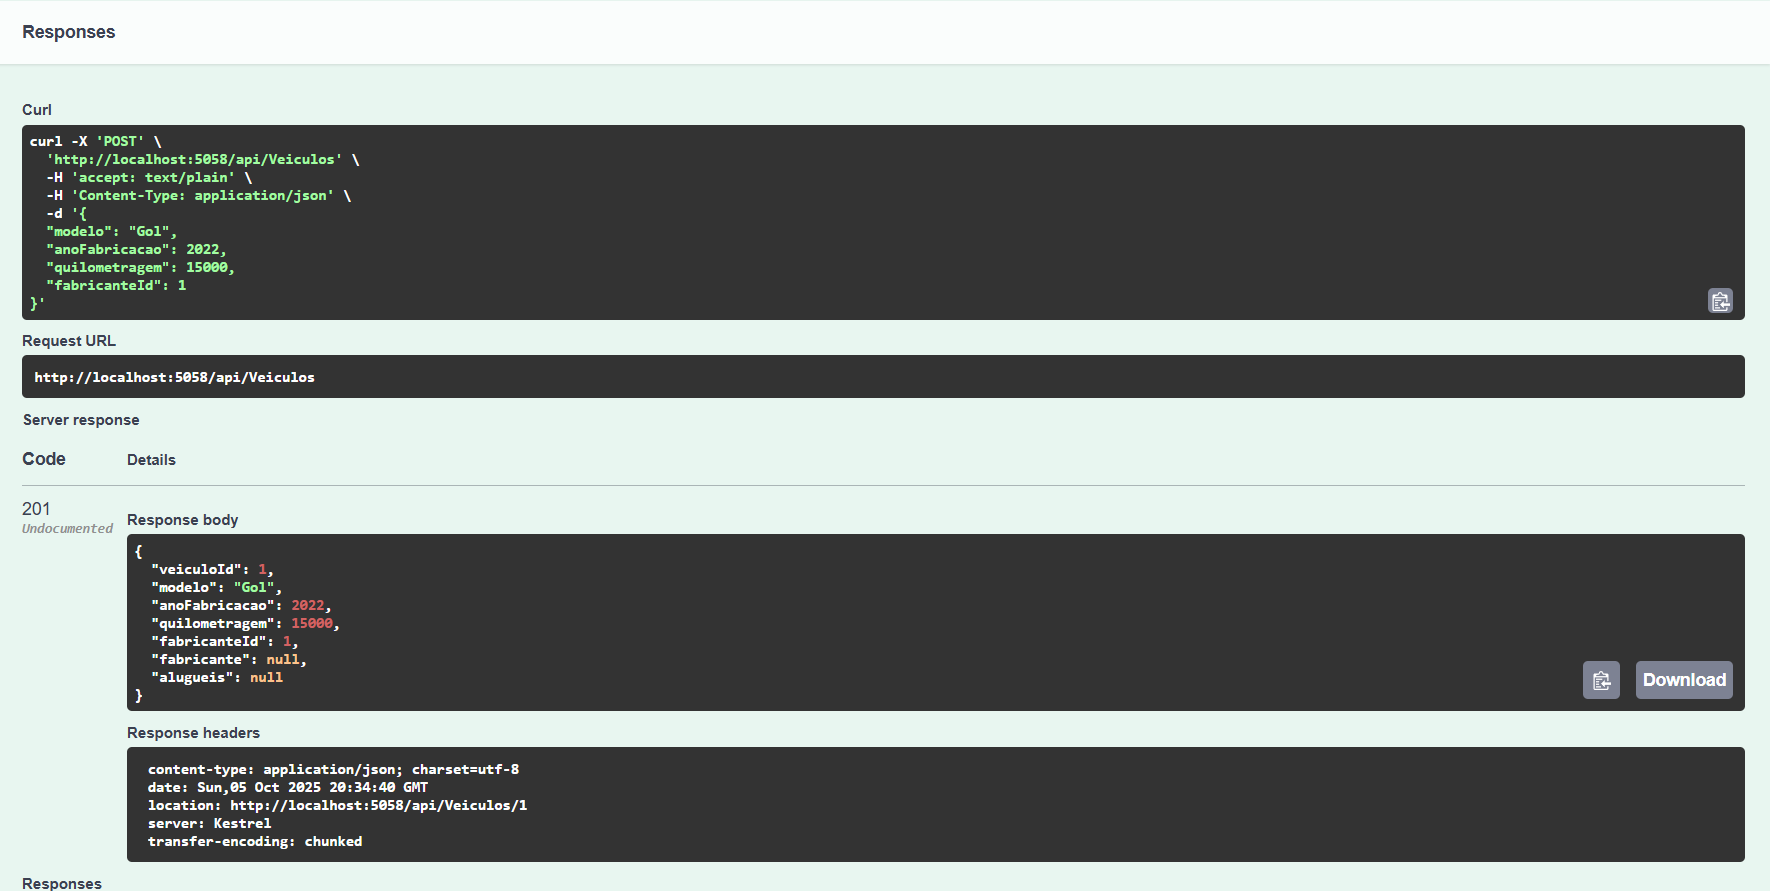 Responses
Curl
curl -X 'POST' \
  'http://localhost:5058/api/Veiculos' \
  -H 'accept: text/plain' \
  -H 'Content-Type: application/json' \
  -d '{
  "modelo": "Gol",
  "anoFabricacao": 2022,
  "quilometragem": 15000,
  "fabricanteId": 1
}'
Request URL
http://localhost:5058/api/Veiculos
Server response
Code Details
201
Undocumented
Response body
{
  "veiculoId": 1,
  "modelo": "Gol",
  "anoFabricacao": 2022,
  "quilometragem": 15000,
  "fabricanteId": 1,
  "fabricante": null,
  "alugueis": null
}
Download
Response headers
content-type: application/json; charset=utf-8
date: Sun,05 Oct 2025 20:34:40 GMT
location: http://localhost:5058/api/Veiculos/1
server: Kestrel
transfer-encoding: chunked
Responses